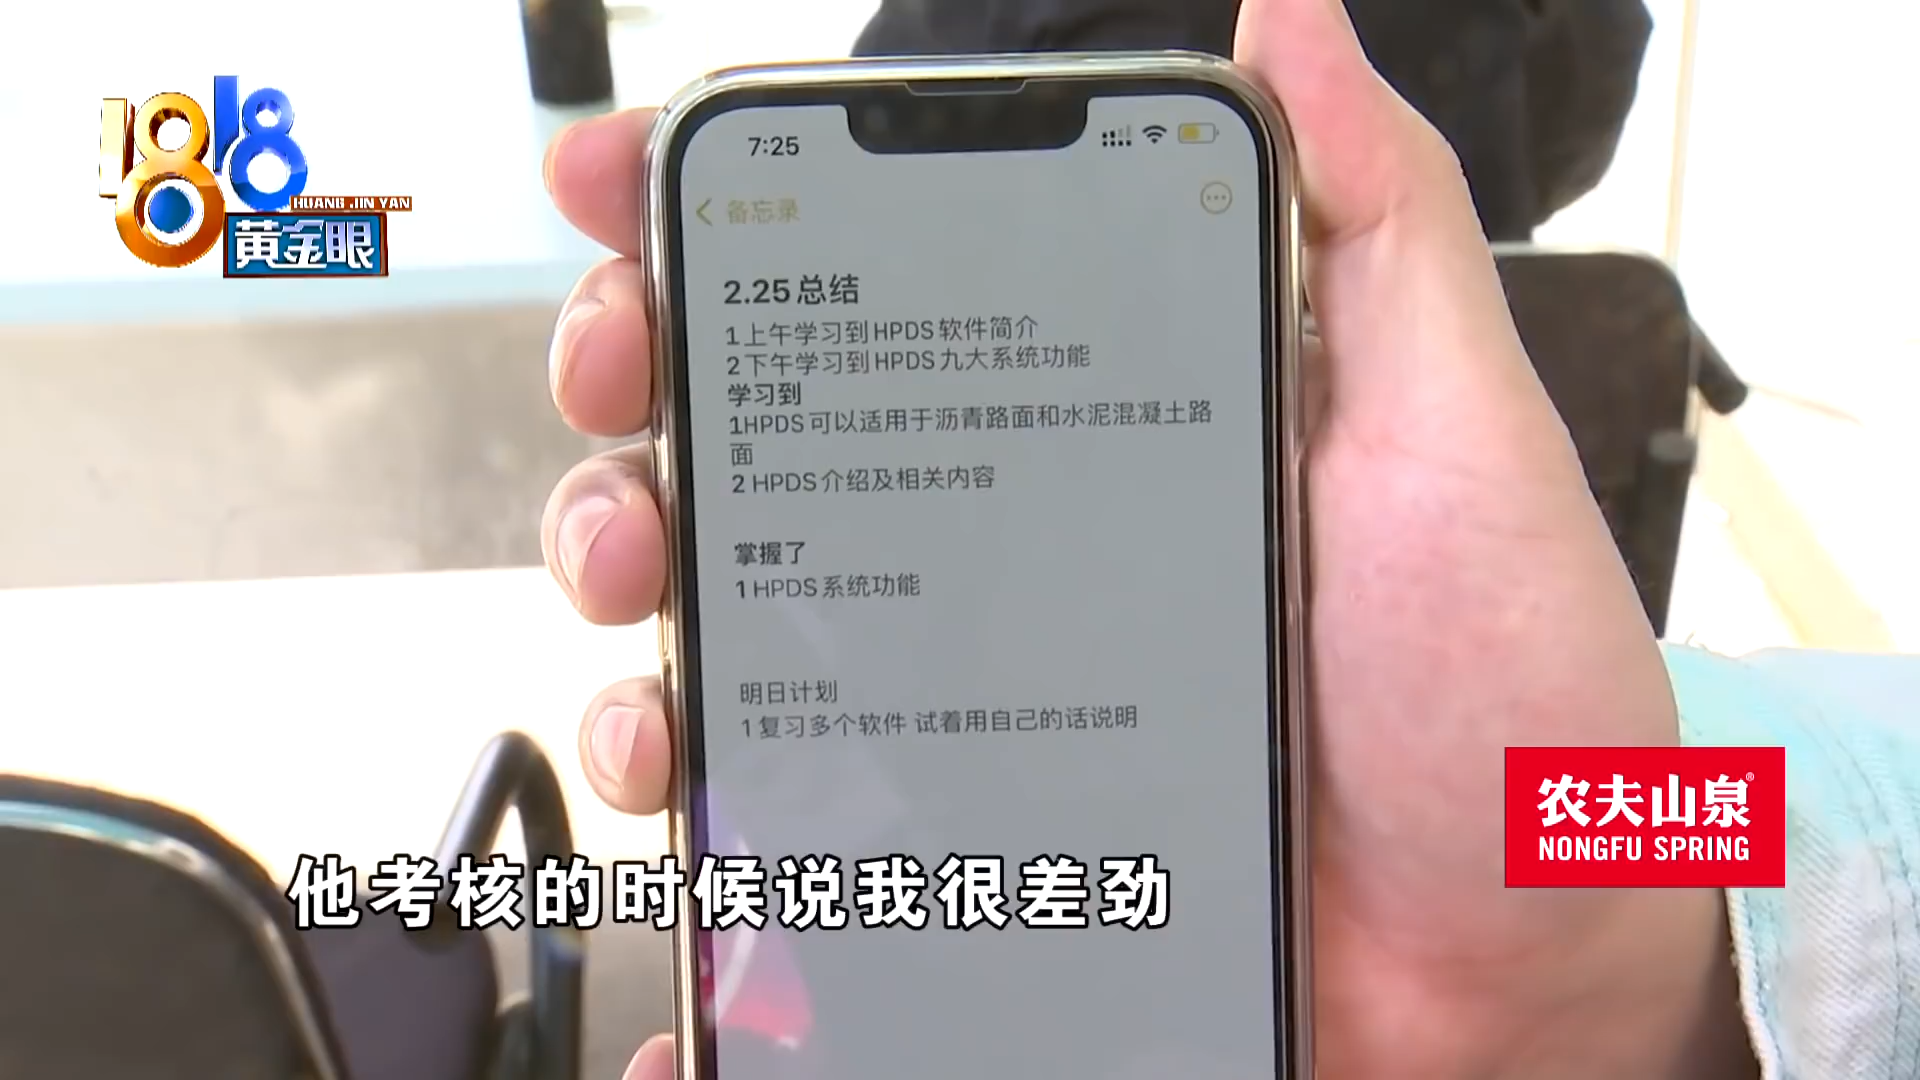 1818
HUANG JIN YAN
黄金眼
7:25
备忘录
2.25总结
1上午学习到HPDS软件简介
2下午学习到HPDS九大系统功能
学习到
1HPDS可以适用于沥青路面和水泥混凝土路
面
2 HPDS介绍及相关内容
掌握了
1 HPDS系统功能
明日计划
1复习多个软件 试着用自己的话说明
农夫山泉®
NONGFU SPRING
他考核的时候说我很差劲